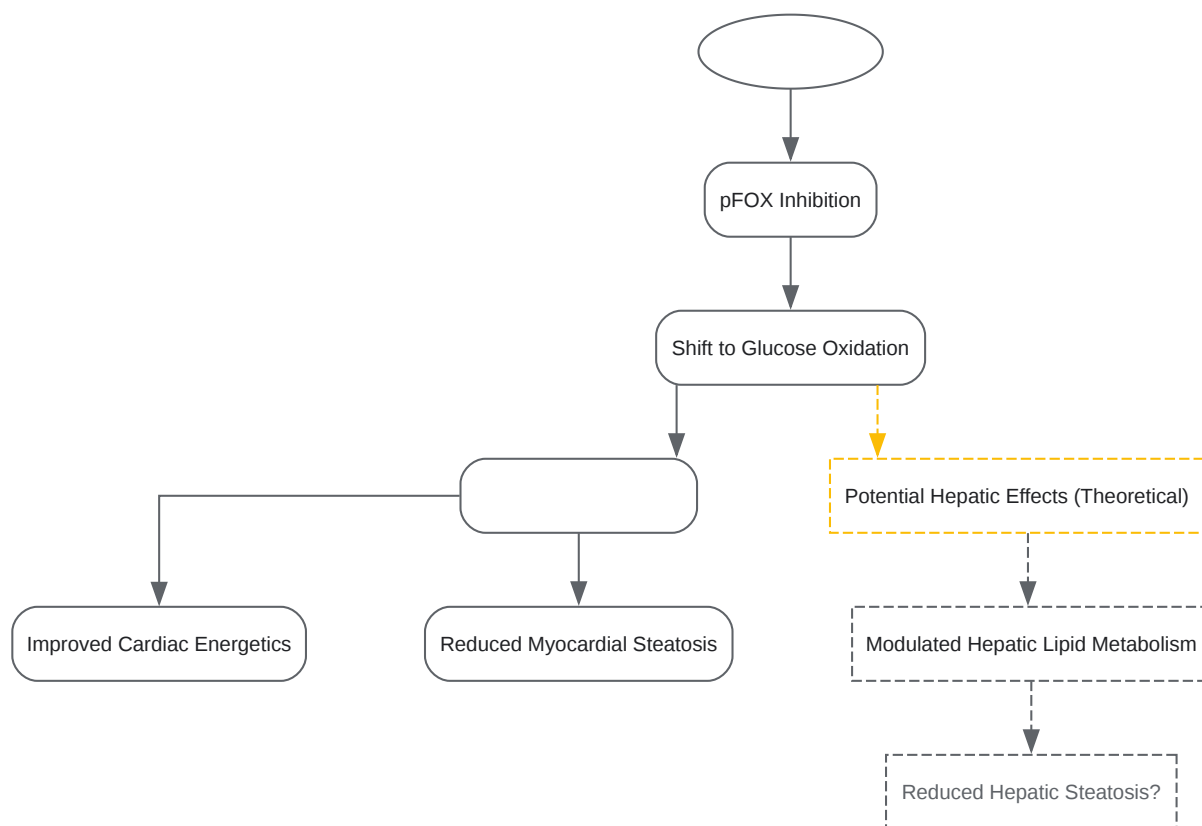 pFOX Inhibition
Shift to Glucose Oxidation
Potential Hepatic Effects (Theoretical)
Improved Cardiac Energetics
Reduced Myocardial Steatosis
Modulated Hepatic Lipid Metabolism
Reduced Hepatic Steatosis?